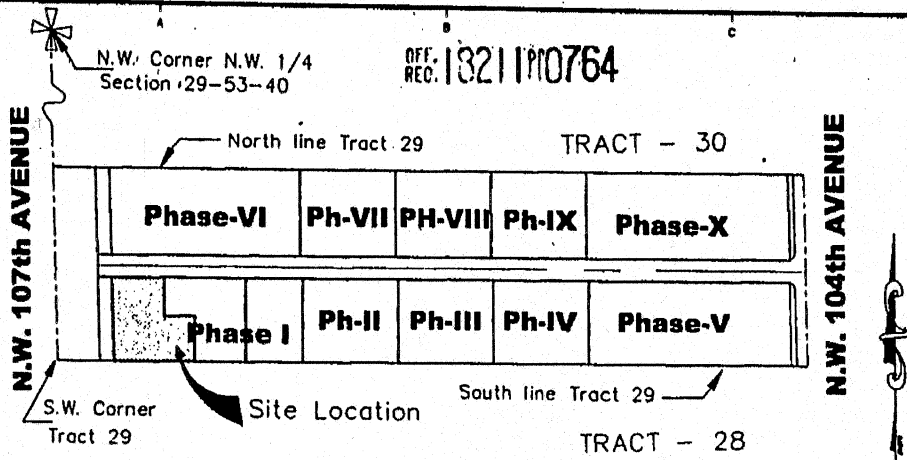 A B C
N.W. Corner N.W. 1/4
Section 29-53-40
OFF. REC. 18211PG0764
North line Tract 29
TRACT - 30
N.W. 107th AVENUE
N.W. 104th AVENUE
Phase-VI Ph-VII PH-VIII Ph-IX Phase-X
Phase I Ph-II Ph-III Ph-IV Phase-V
South line Tract 29
S.W. Corner
Tract 29
Site Location
TRACT - 28